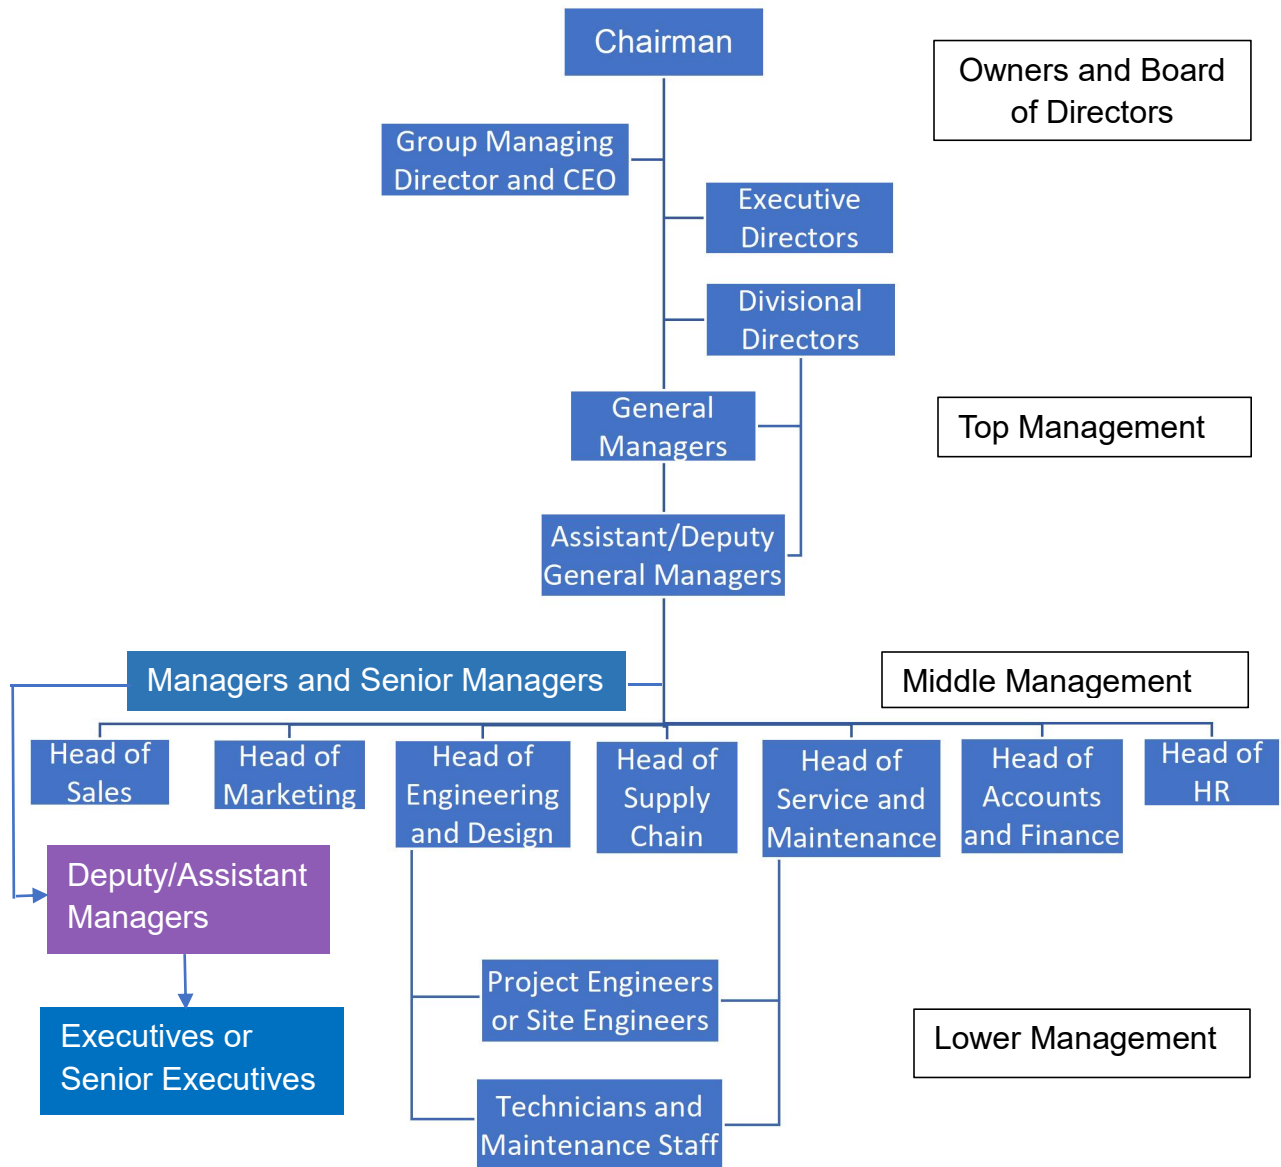 Chairman
Owners and Board
of Directors
Group Managing
Director and CEO
Executive
Directors
Divisional
Directors
General
Managers
Top Management
Assistant/Deputy
General Managers
Managers and Senior Managers
Middle Management
Head of
Sales
Head of
Marketing
Head of
Engineering
and Design
Head of
Supply
Chain
Head of
Service and
Maintenance
Head of
Accounts
and Finance
Head of
HR
Deputy/Assistant
Managers
Project Engineers
or Site Engineers
Executives or
Senior Executives
Lower Management
Technicians and
Maintenance Staff